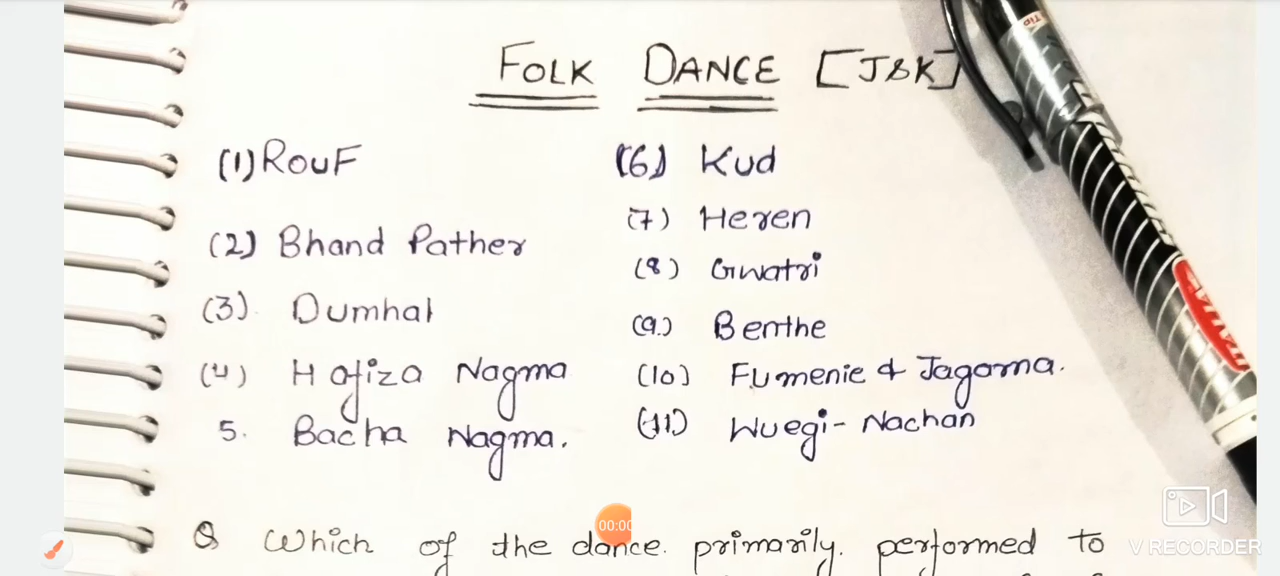 FOLK DANCE [J&K]
(1) ROUF
(2) Bhand Pather
(3). Dumhal
(4) Hafiza Nagma
5. Bacha Nagma.
(6) Kud
(7) Heren
(8) Gwatri
(9.) Benthe
(10) Fumenie & Jagarna.
(11) Wuegi-Nachan
Q Which of the dance. primarily. performed to
00:00
V RECORDER
Tip